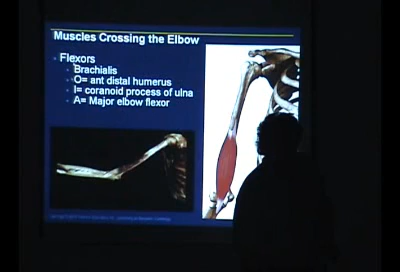 Muscles Crossing the Elbow
Flexors
Brachialis
O= ant distal humerus
I= coranoid process of ulna
A= Major elbow flexor